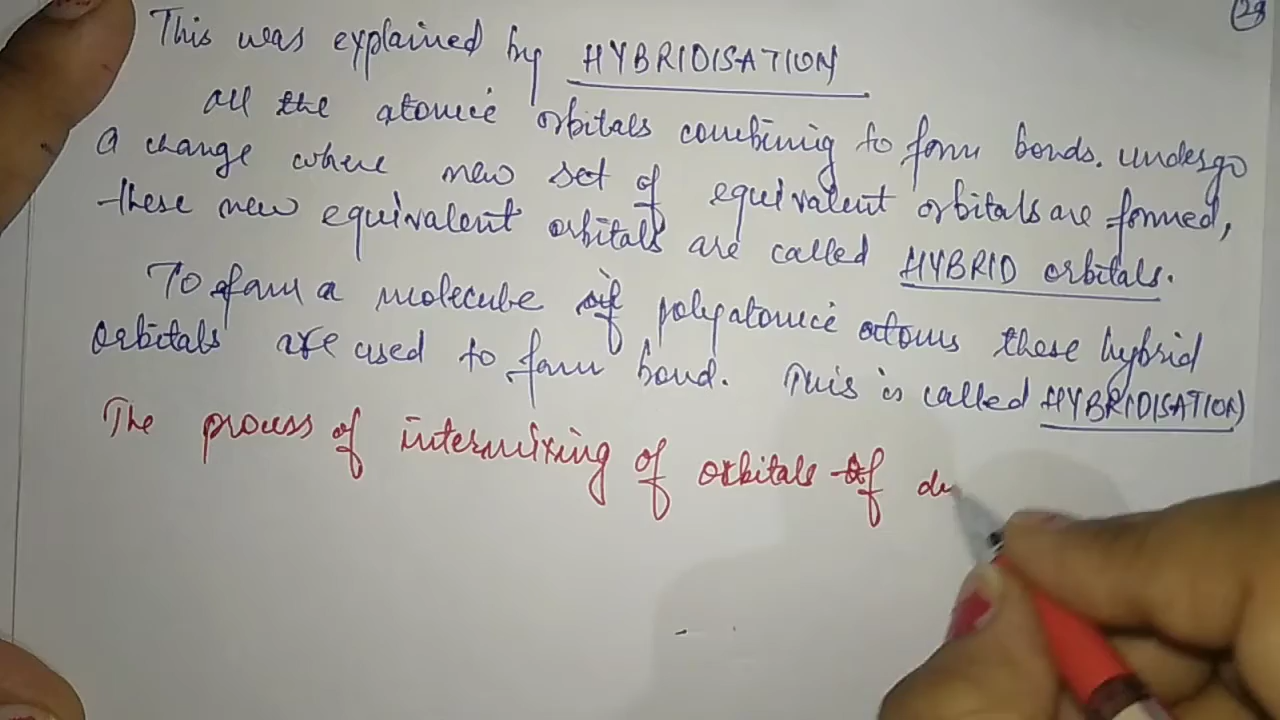 29
This was explained by HYBRIDISATION
all the atomic orbitals combining to form bonds. undergo
a change where new set of equivalent orbitals are formed,
these new equivalent orbitals are called HYBRID orbitals.
To form a molecule of polyatomic atoms these hybrid
orbitals are used to form bond. This is called HYBRIDISATION
The process of intermixing of orbitals of